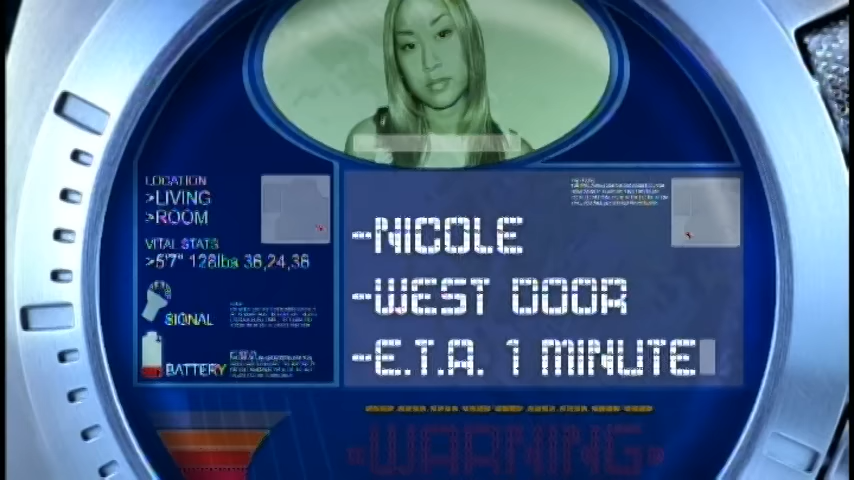 LOCATION
>LIVING
>ROOM
VITAL STATS
>5'7" 128lbs 36,24,36
SIGNAL
BATTERY
-NICOLE
-WEST DOOR
-E.T.A. 1 MINUTE
WARNING